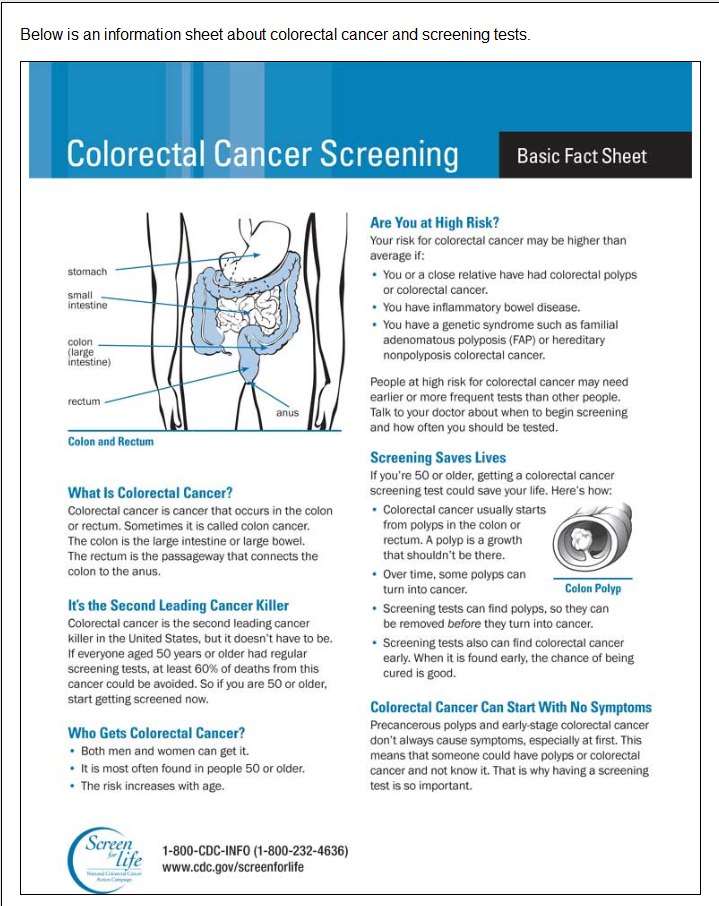 Below is an information sheet about colorectal cancer and screening tests.
Colorectal Cancer Screening
Basic Fact Sheet
stomach
small
intestine
colon
(large
intestine)
rectum
anus
Colon and Rectum
What Is Colorectal Cancer?
Colorectal cancer is cancer that occurs in the colon
or rectum. Sometimes it is called colon cancer.
The colon is the large intestine or large bowel.
The rectum is the passageway that connects the
colon to the anus.
It's the Second Leading Cancer Killer
Colorectal cancer is the second leading cancer
killer in the United States, but it doesn't have to be.
If everyone aged 50 years or older had regular
screening tests, at least 60% of deaths from this
cancer could be avoided. So if you are 50 or older,
start getting screened now.
Who Gets Colorectal Cancer?
• Both men and women can get it.
• It is most often found in people 50 or older.
• The risk increases with age.
Are You at High Risk?
Your risk for colorectal cancer may be higher than
average if:
• You or a close relative have had colorectal polyps
or colorectal cancer.
• You have inflammatory bowel disease.
• You have a genetic syndrome such as familial
adenomatous polyposis (FAP) or hereditary
nonpolyposis colorectal cancer.
People at high risk for colorectal cancer may need
earlier or more frequent tests than other people.
Talk to your doctor about when to begin screening
and how often you should be tested.
Screening Saves Lives
If you're 50 or older, getting a colorectal cancer
screening test could save your life. Here's how:
• Colorectal cancer usually starts
from polyps in the colon or
rectum. A polyp is a growth
that shouldn't be there.
• Over time, some polyps can
turn into cancer.
Colon Polyp
• Screening tests can find polyps, so they can
be removed before they turn into cancer.
• Screening tests also can find colorectal cancer
early. When it is found early, the chance of being
cured is good.
Colorectal Cancer Can Start With No Symptoms
Precancerous polyps and early-stage colorectal cancer
don't always cause symptoms, especially at first. This
means that someone could have polyps or colorectal
cancer and not know it. That is why having a screening
test is so important.
Screen
for
Life
National Colorectal Cancer
Action Campaign
1-800-CDC-INFO (1-800-232-4636)
www.cdc.gov/screenforlife